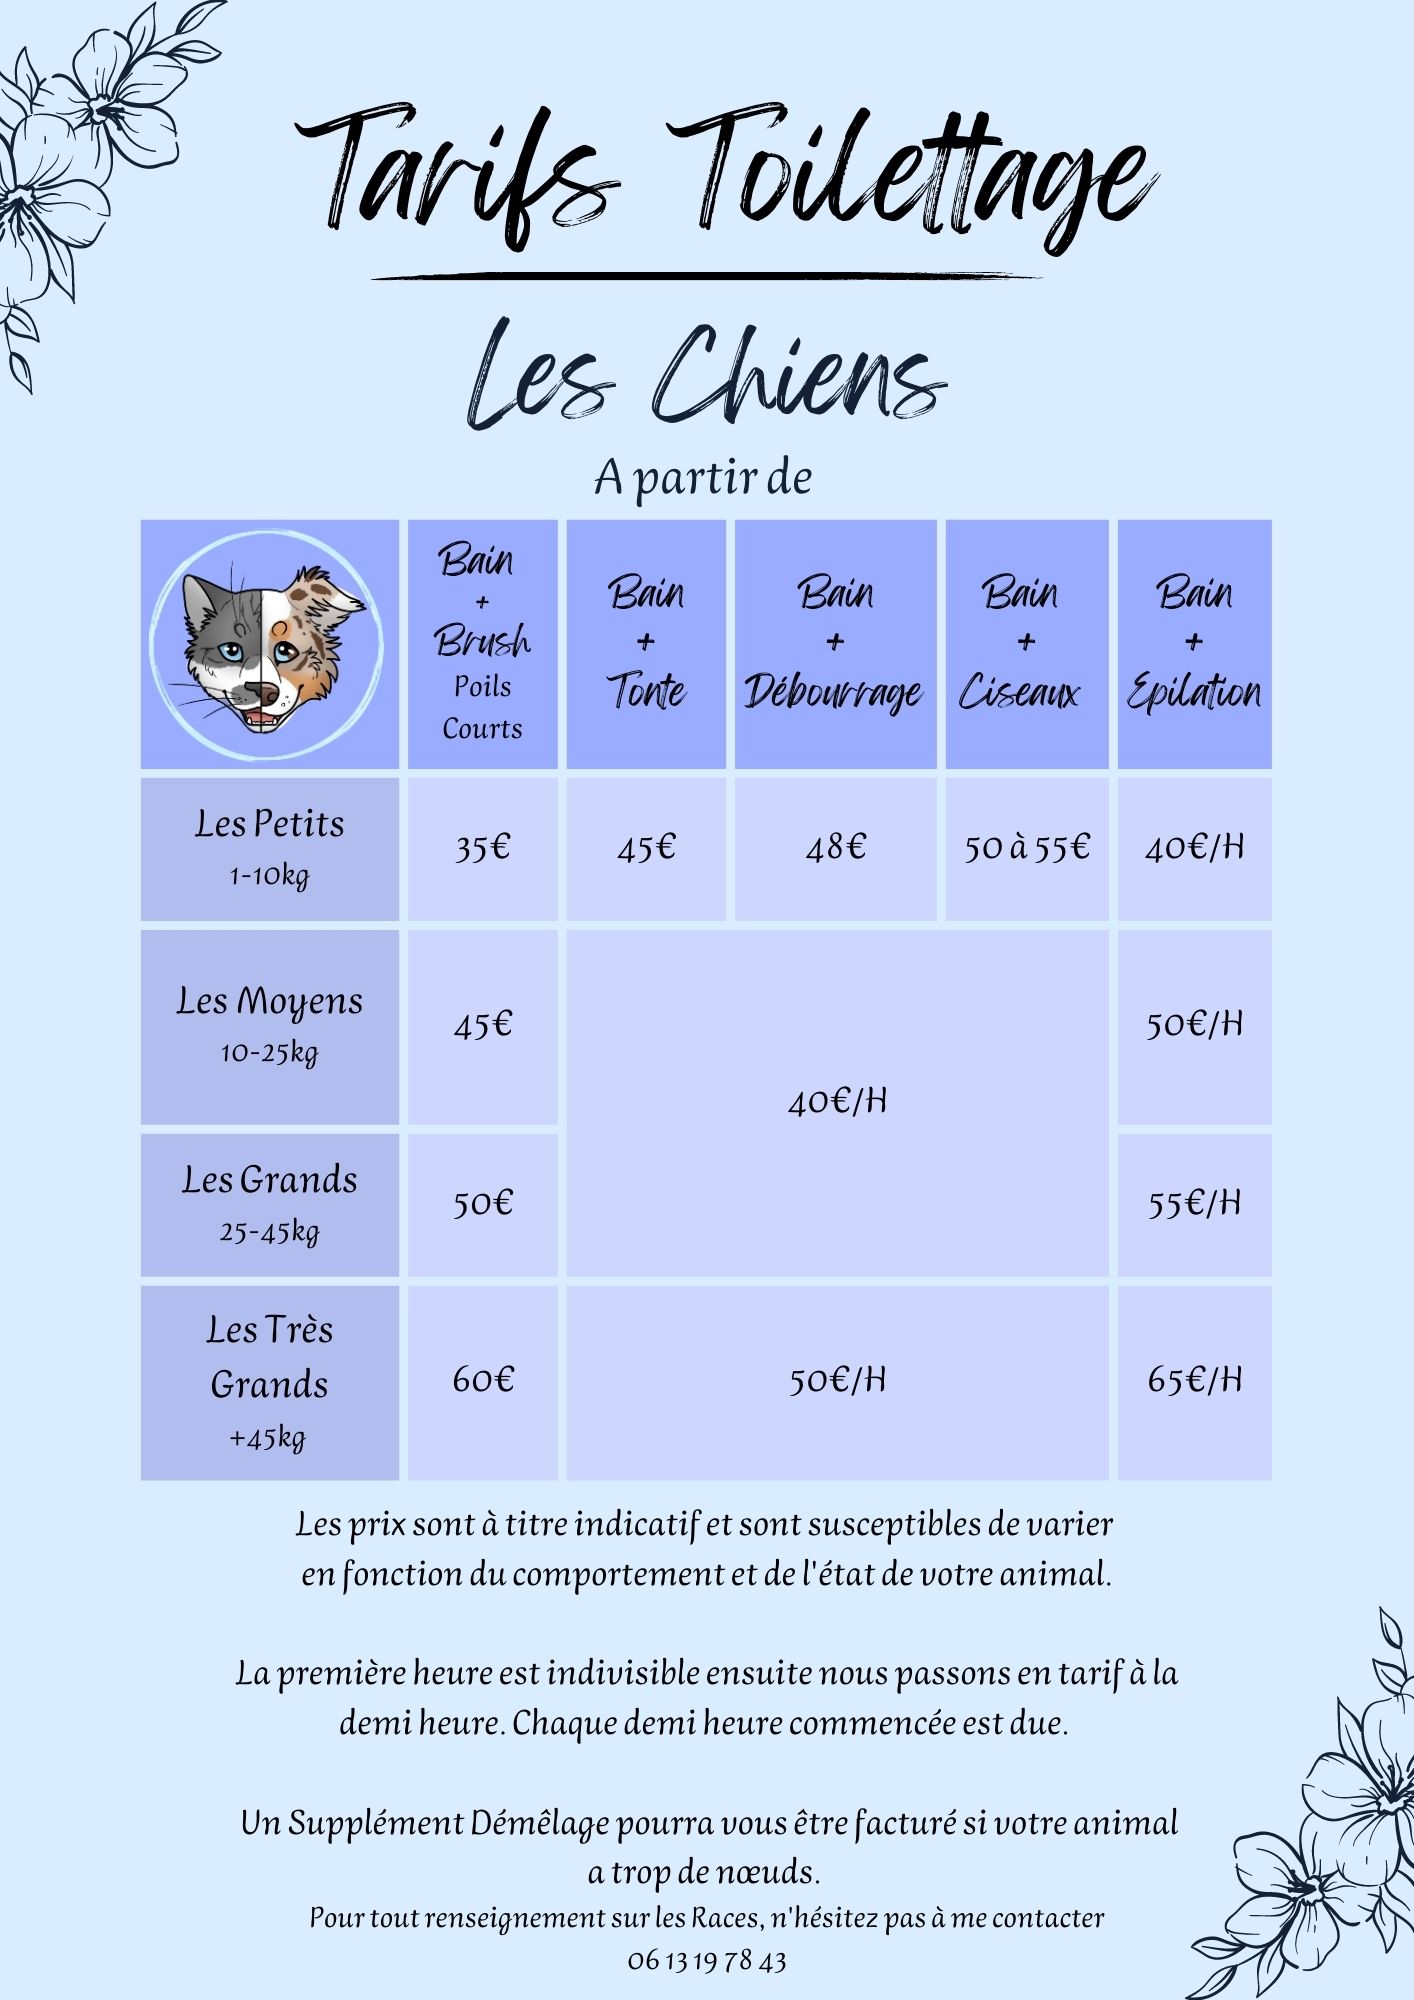 Tarifs Toilettage
Les Chiens
A partir de
Bain
+
Brush
Poils
Courts
Bain
+
Tonte
Bain
+
Débourrage
Bain
+
Ciseaux
Bain
+
Epilation
Les Petits
1-10kg
35€
45€
48€
50 à 55€
40€/H
Les Moyens
10-25kg
45€
40€/H
50€/H
Les Grands
25-45kg
50€
55€/H
Les Très
Grands
+45kg
60€
50€/H
65€/H
Les prix sont à titre indicatif et sont susceptibles de varier
en fonction du comportement et de l'état de votre animal.
La première heure est indivisible ensuite nous passons en tarif à la
demi heure. Chaque demi heure commencée est due.
Un Supplément Démêlage pourra vous être facturé si votre animal
a trop de nœuds.
Pour tout renseignement sur les Races, n'hésitez pas à me contacter
06 13 19 78 43